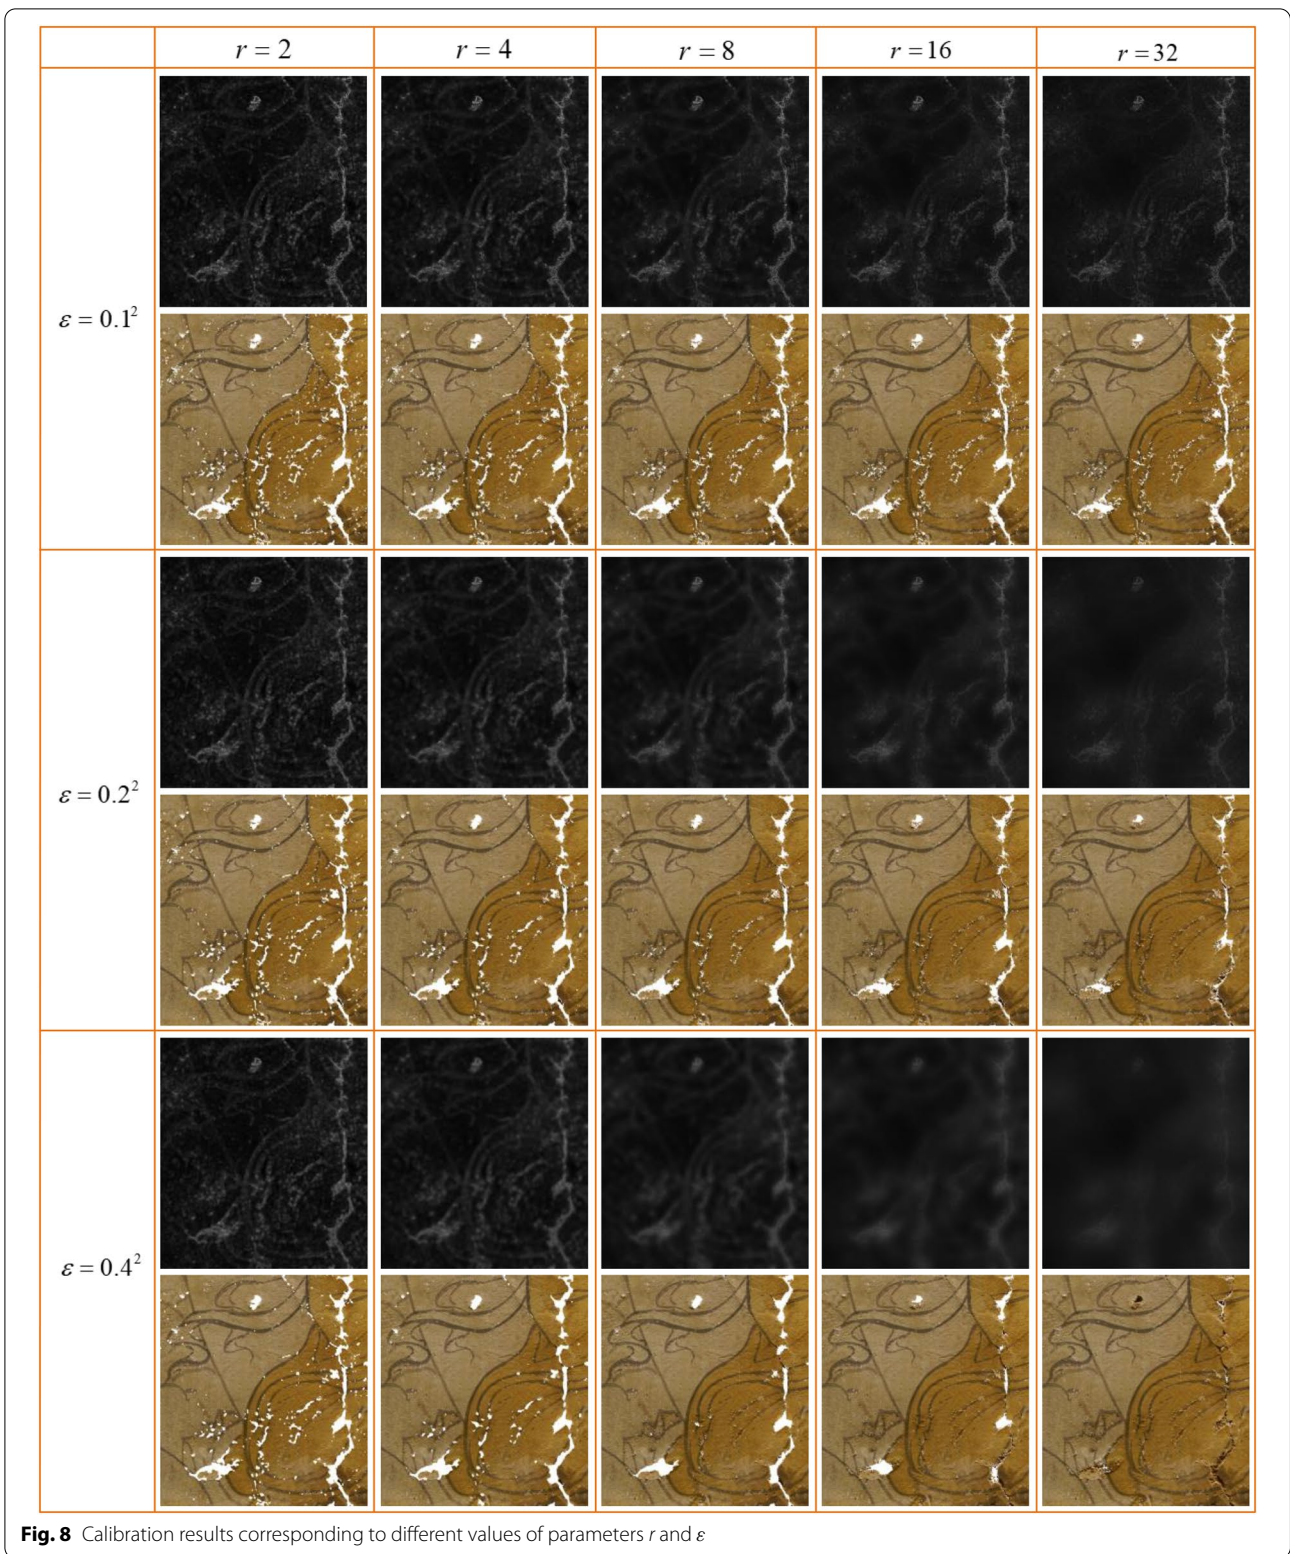 r = 2 r = 4 r = 8 r = 16 r = 32
ε = 0.1²
ε = 0.2²
ε = 0.4²
Fig. 8 Calibration results corresponding to different values of parameters r and ε